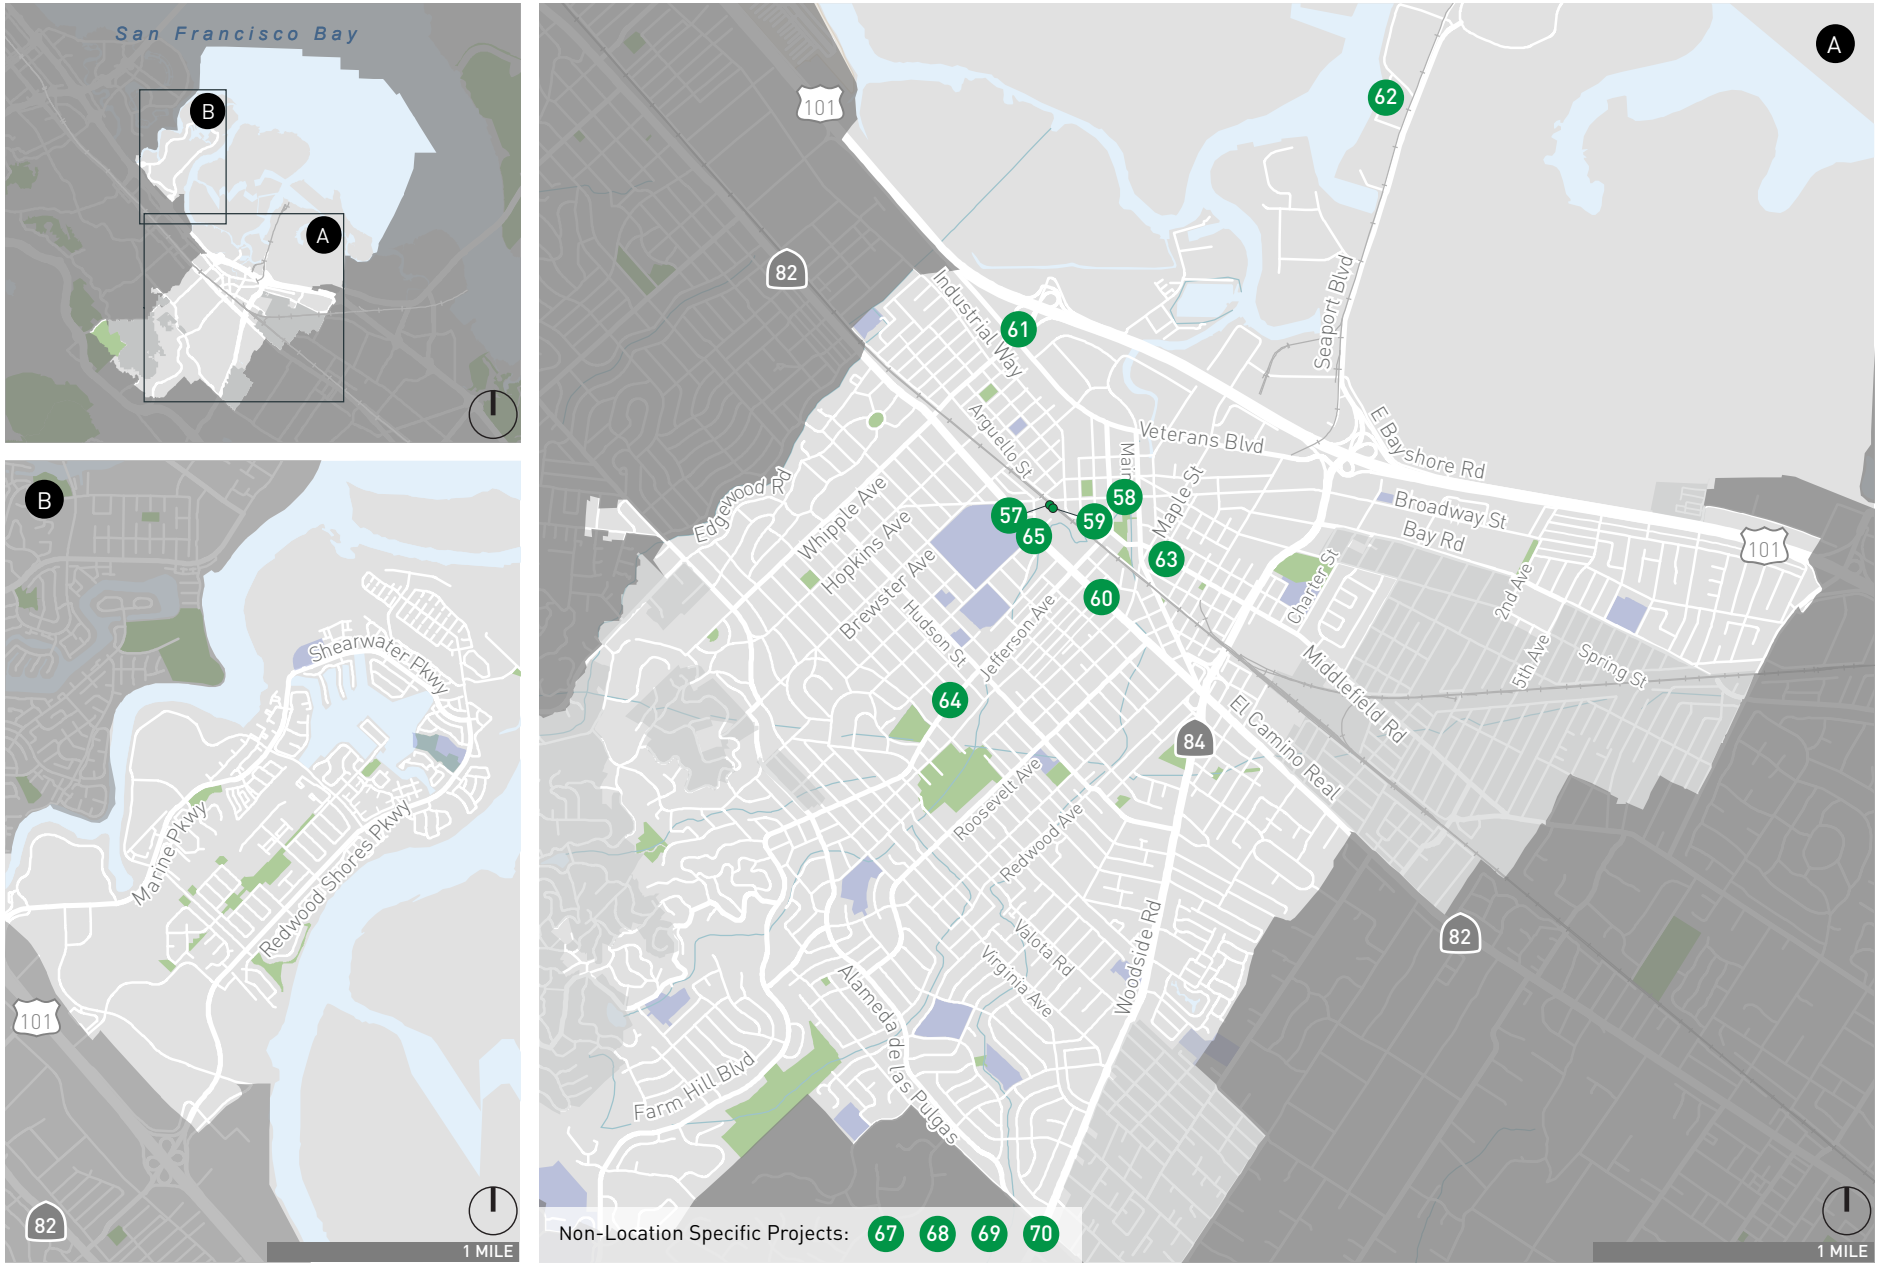 San Francisco Bay
B
A
B
Shearwater Pkwy
Marine Pkwy
Redwood Shores Pkwy
101
82
1 MILE
A
62
101
82
Industrial Way
61
Seaport Blvd
Arguello St
Veterans Blvd
E Bayshore Rd
Main
Maple St
Edgewood Rd
Whipple Ave
Hopkins Ave
Brewster Ave
58
57
59
65
63
60
Broadway St
Bay Rd
101
Charter St
2nd Ave
5th Ave
Spring St
Hudson St
Jefferson Ave
Middlefield Rd
64
84
El Camino Real
Roosevelt Ave
Redwood Ave
82
Valota Rd
Virginia Ave
Woodside Rd
Alameda de las Pulgas
Farm Hill Blvd
Non-Location Specific Projects: 67 68 69 70
1 MILE